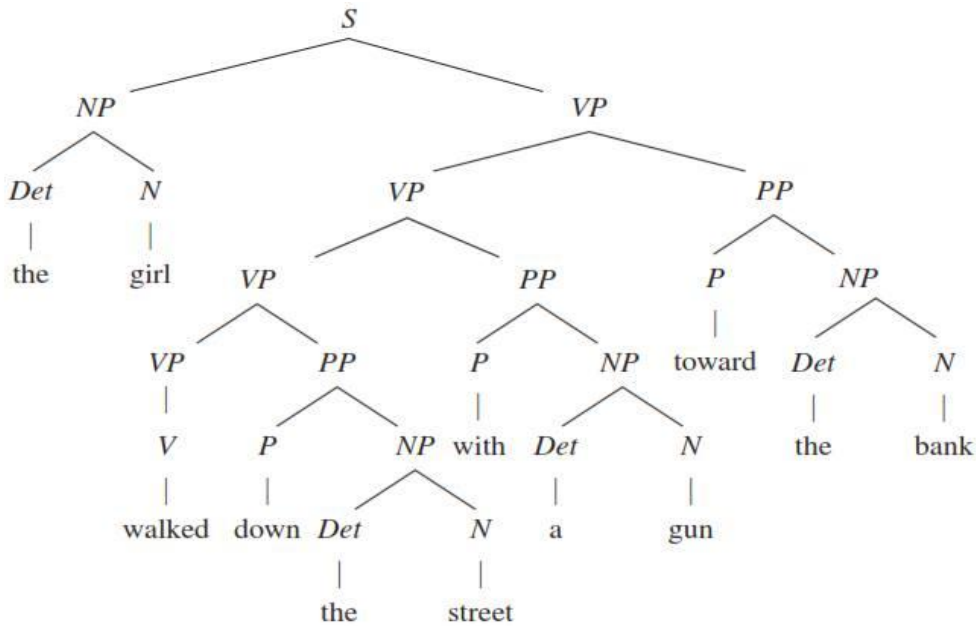 S
NP VP
Det N VP PP
the girl VP PP P NP
VP PP P NP toward Det N
V P NP with Det N the bank
walked down Det N a gun
the street